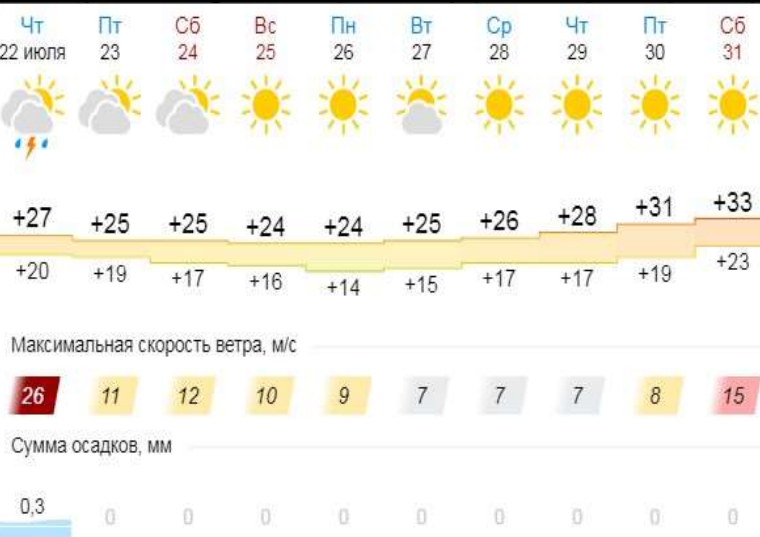 Чт Пт Сб Вс Пн Вт Ср Чт Пт Сб
22 июля 23 24 25 26 27 28 29 30 31
+27 +25 +25 +24 +24 +25 +26 +28 +31 +33
+20 +19 +17 +16 +14 +15 +17 +17 +19 +23
Максимальная скорость ветра, м/с
26 11 12 10 9 7 7 7 8 15
Сумма осадков, мм
0,3 0 0 0 0 0 0 0 0 0